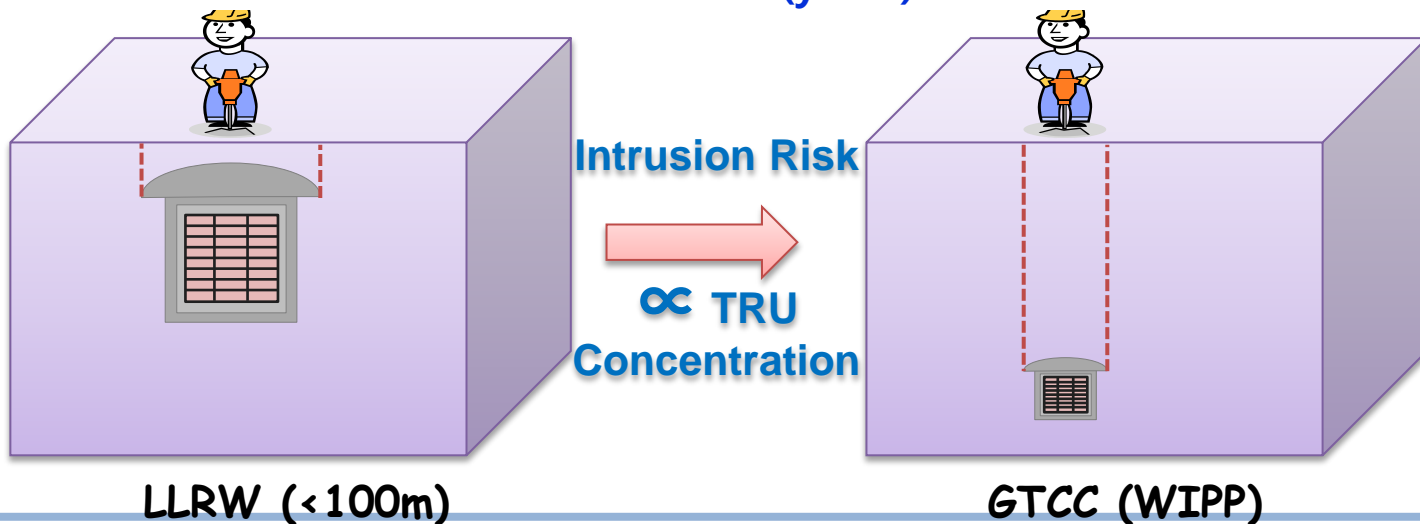 Intrusion Risk
∝ TRU
Concentration
LLRW (<100m)
GTCC (WIPP)